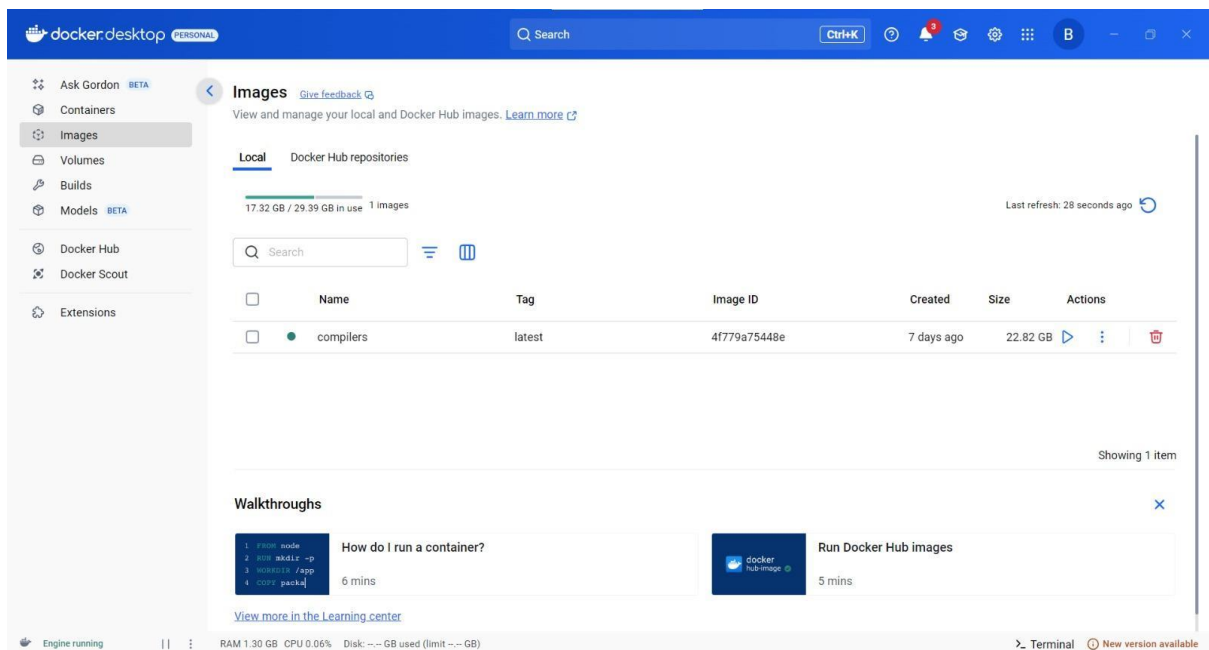 docker.desktop PERSONAL
Search
Ctrl+K
3
B
Ask Gordon BETA
Containers
Images
Volumes
Builds
Models BETA
Docker Hub
Docker Scout
Extensions
Images Give feedback
View and manage your local and Docker Hub images. Learn more
Local Docker Hub repositories
17.32 GB / 29.39 GB in use 1 images
Last refresh: 28 seconds ago
Search
Name Tag Image ID Created Size Actions
compilers latest 4f779a75448e 7 days ago 22.82 GB
Showing 1 item
Walkthroughs
1 FROM node
2 RUN mkdir -p
3 WORKDIR /app
4 COPY packa
How do I run a container?
6 mins
docker
hub-image
Run Docker Hub images
5 mins
View more in the Learning center
Engine running
RAM 1.30 GB CPU 0.06% Disk: --.-- GB used (limit --.-- GB)
>_ Terminal
New version available